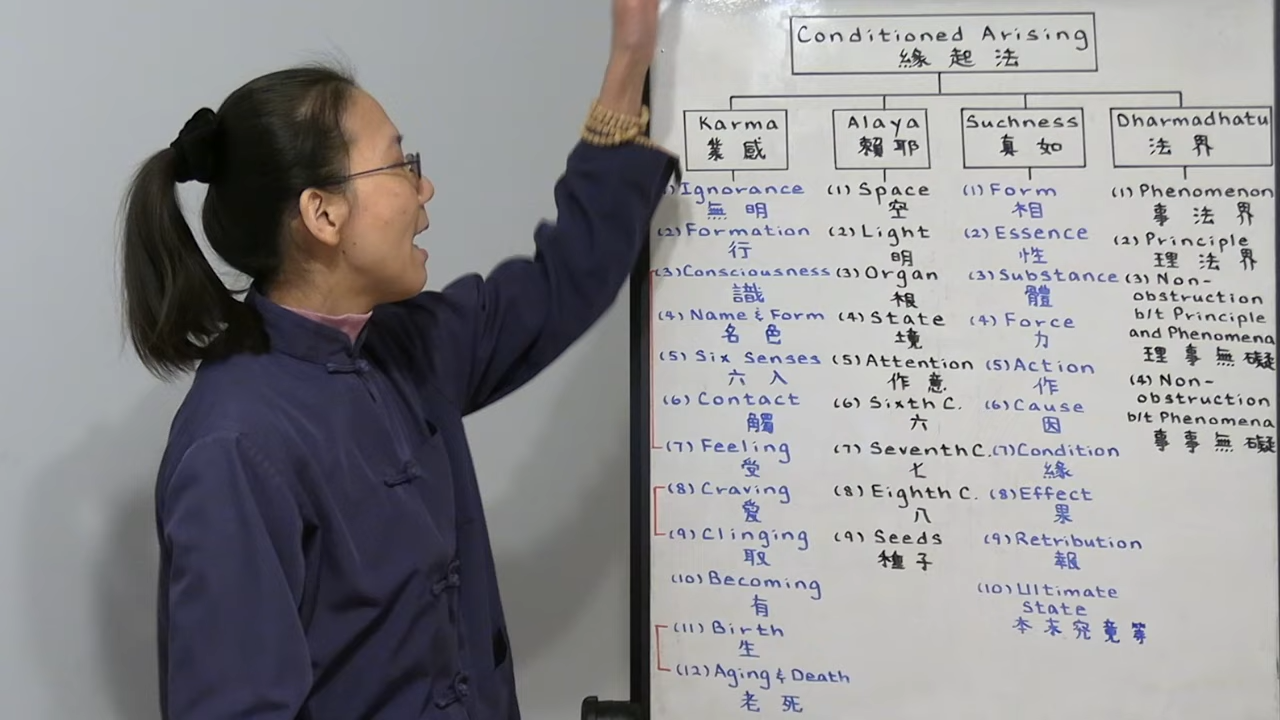 Conditioned Arising
緣起法
Karma
業感
(1) Ignorance
無明
(2) Formation
行
(3) Consciousness
識
(4) Name & Form
名色
(5) Six Senses
六入
(6) Contact
觸
(7) Feeling
受
(8) Craving
愛
(9) Clinging
取
(10) Becoming
有
(11) Birth
生
(12) Aging & Death
老死
Alaya
賴耶
(1) Space
空
(2) Light
明
(3) Organ
根
(4) State
境
(5) Attention
作意
(6) Sixth C.
六
(7) Seventh C.
七
(8) Eighth C.
八
(9) Seeds
種子
Suchness
真如
(1) Form
相
(2) Essence
性
(3) Substance
體
(4) Force
力
(5) Action
作
(6) Cause
因
(7) Condition
緣
(8) Effect
果
(9) Retribution
報
(10) Ultimate
State
本末究竟等
Dharmadhatu
法界
(1) Phenomenon
事法界
(2) Principle
理法界
(3) Non-
obstruction
b/t Principle
and Phenomena
理事無礙
(4) Non-
obstruction
b/t Phenomena
事事無礙